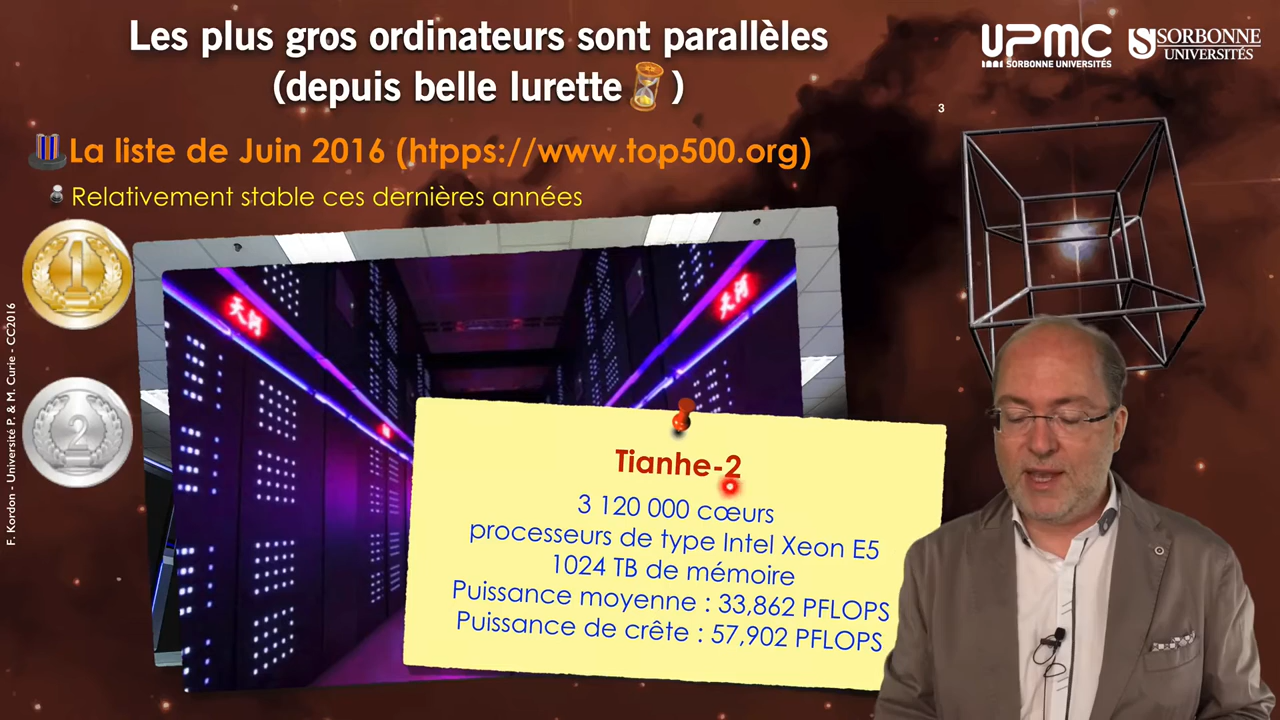 Les plus gros ordinateurs sont parallèles
(depuis belle lurette )
UPMC
SORBONNE UNIVERSITÉS
SORBONNE
UNIVERSITÉS
3
La liste de Juin 2016 (htpps://www.top500.org)
Relativement stable ces dernières années
1
2
天河
天河
Tianhe-2
3 120 000 cœurs
processeurs de type Intel Xeon E5
1024 TB de mémoire
Puissance moyenne : 33,862 PFLOPS
Puissance de crête : 57,902 PFLOPS
F. Kordon - Université P. & M. Curie - CC2016